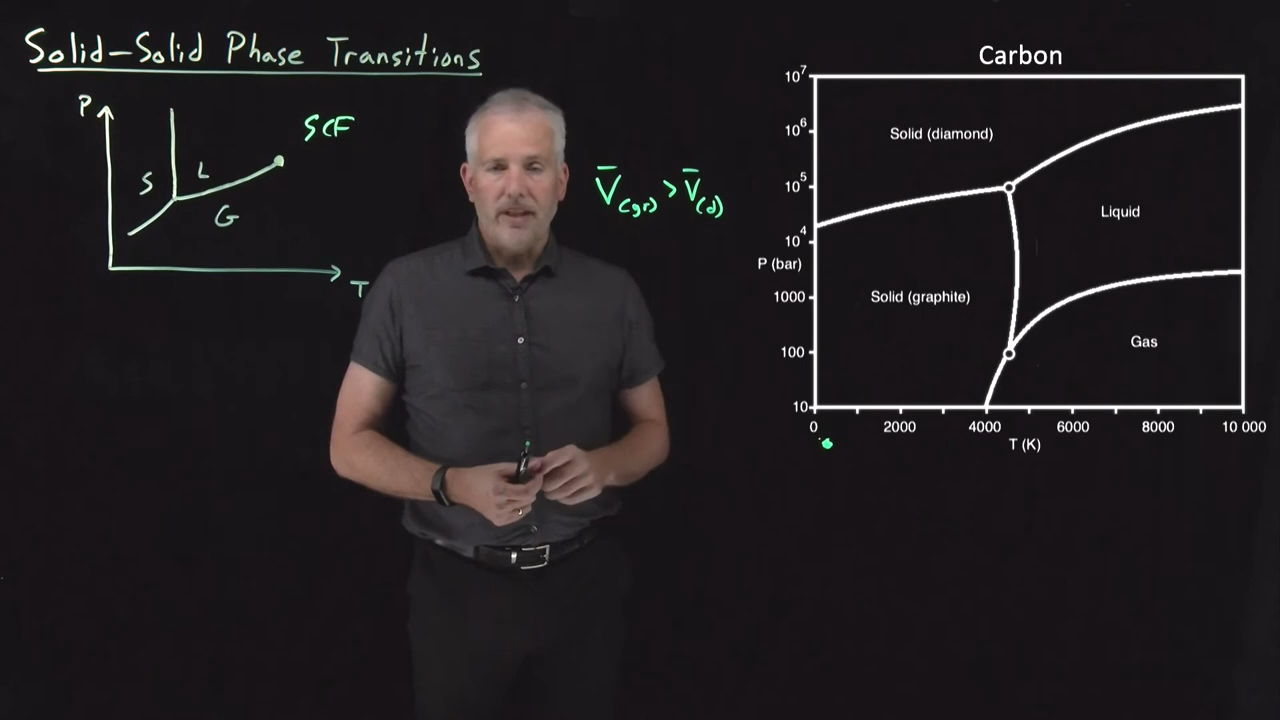 Solid-Solid Phase Transitions
P
SCF
S
L
G
T
V̄(gr) > V̄(d)
Carbon
10⁷
10⁶
10⁵
10⁴
P (bar)
1000
100
10
Solid (diamond)
Liquid
Solid (graphite)
Gas
0 2000 4000 6000 8000 10 000
T (K)